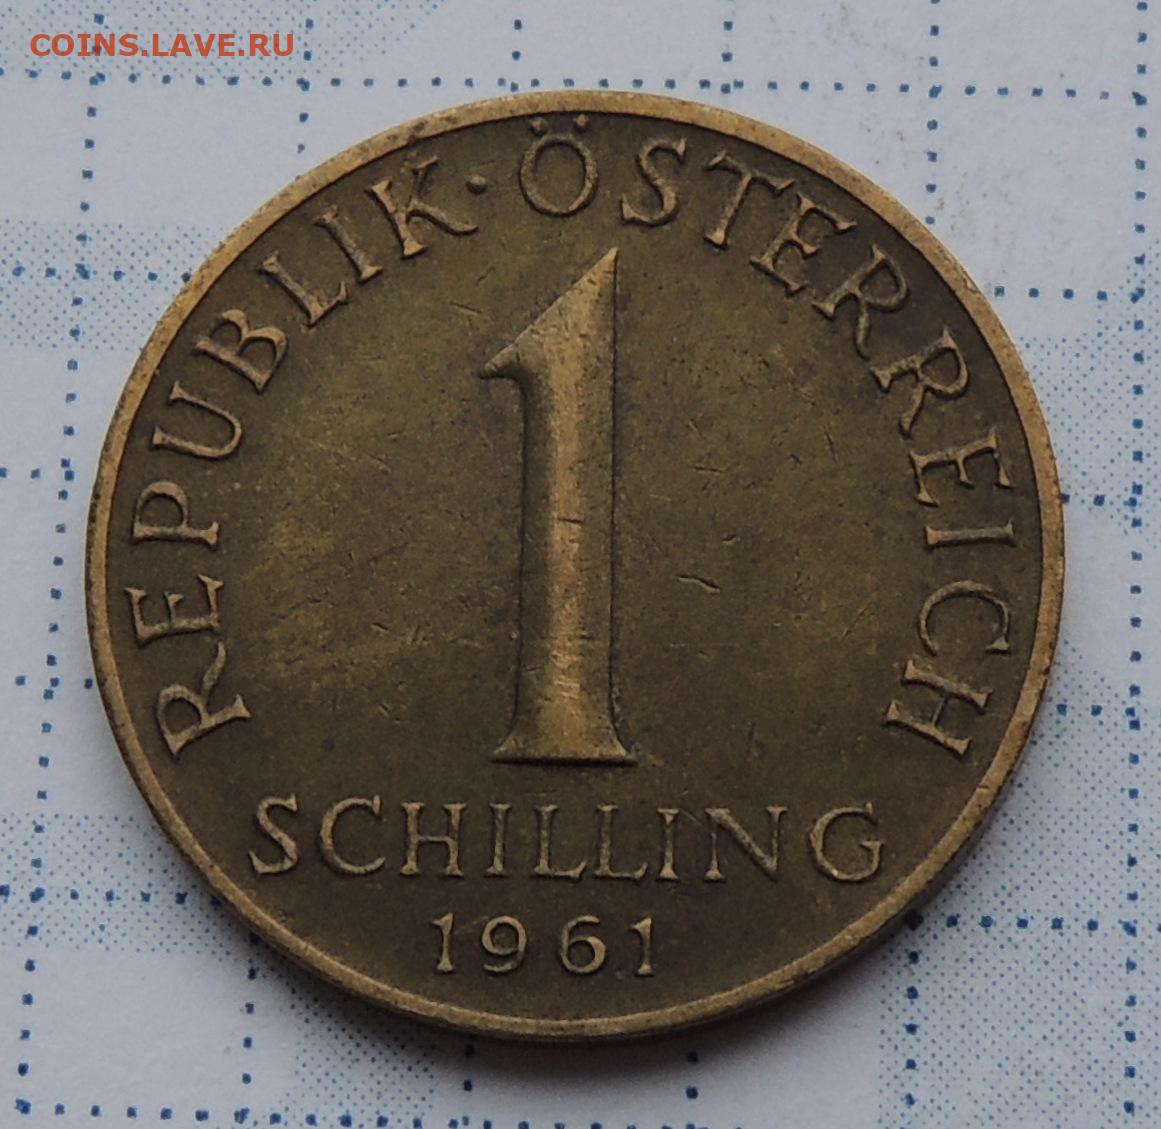 COINS.LAVE.RU
REPUBLIK · ÖSTERREICH
1
SCHILLING
1961